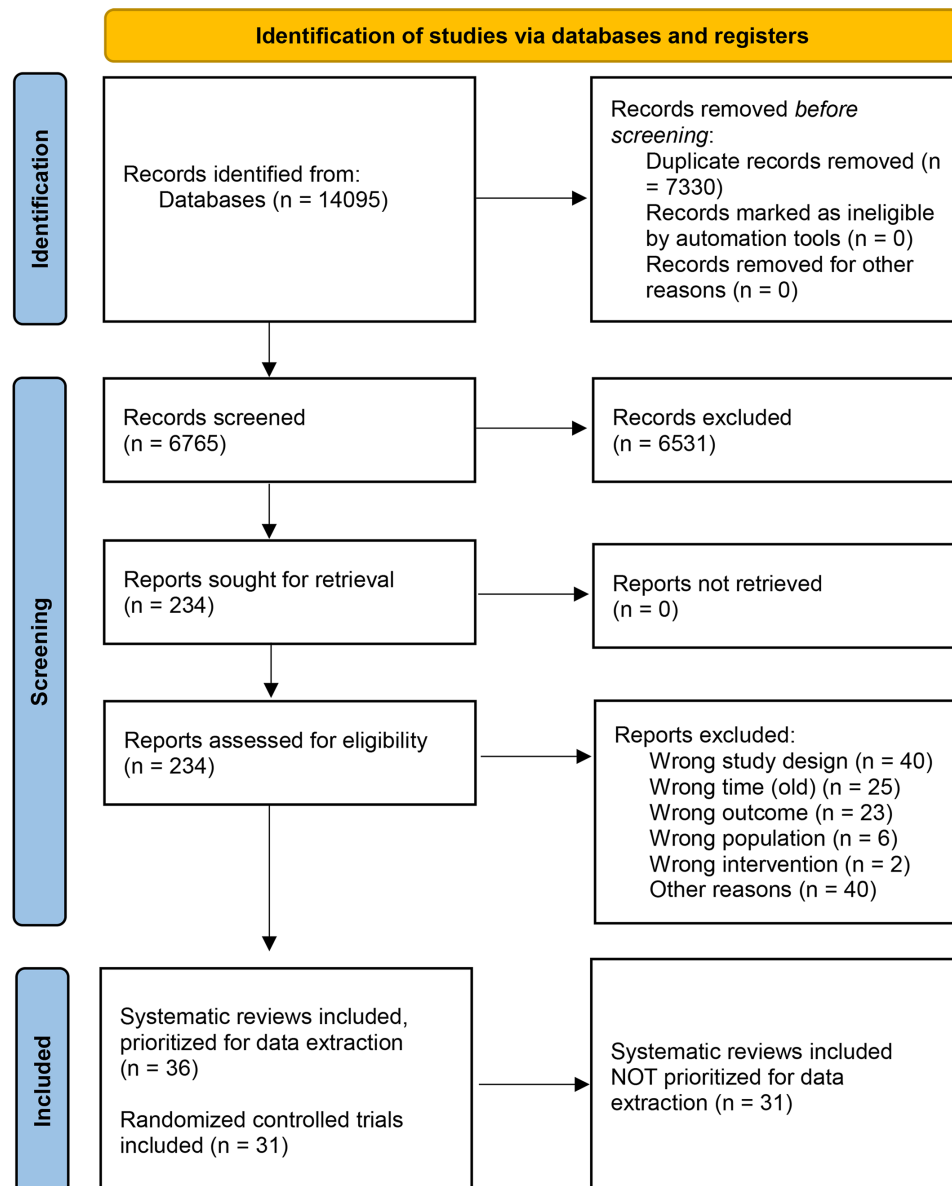 Identification of studies via databases and registers
Identification
Records identified from:
Databases (n = 14095)
Records removed before
screening:
Duplicate records removed (n
= 7330)
Records marked as ineligible
by automation tools (n = 0)
Records removed for other
reasons (n = 0)
Screening
Records screened
(n = 6765)
Records excluded
(n = 6531)
Reports sought for retrieval
(n = 234)
Reports not retrieved
(n = 0)
Reports assessed for eligibility
(n = 234)
Reports excluded:
Wrong study design (n = 40)
Wrong time (old) (n = 25)
Wrong outcome (n = 23)
Wrong population (n = 6)
Wrong intervention (n = 2)
Other reasons (n = 40)
Included
Systematic reviews included,
prioritized for data extraction
(n = 36)
Randomized controlled trials
included (n = 31)
Systematic reviews included
NOT prioritized for data
extraction (n = 31)